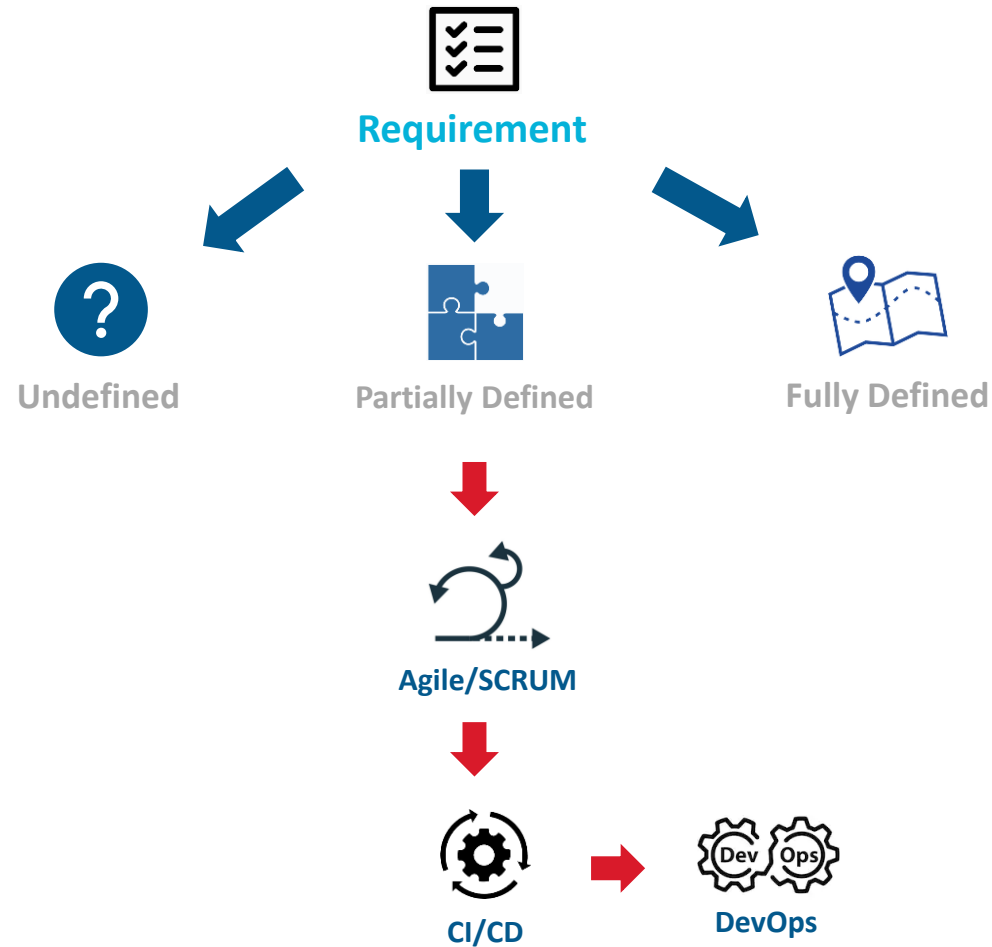 Requirement
Undefined
Partially Defined
Fully Defined
Agile/SCRUM
CI/CD
Dev
Ops
DevOps